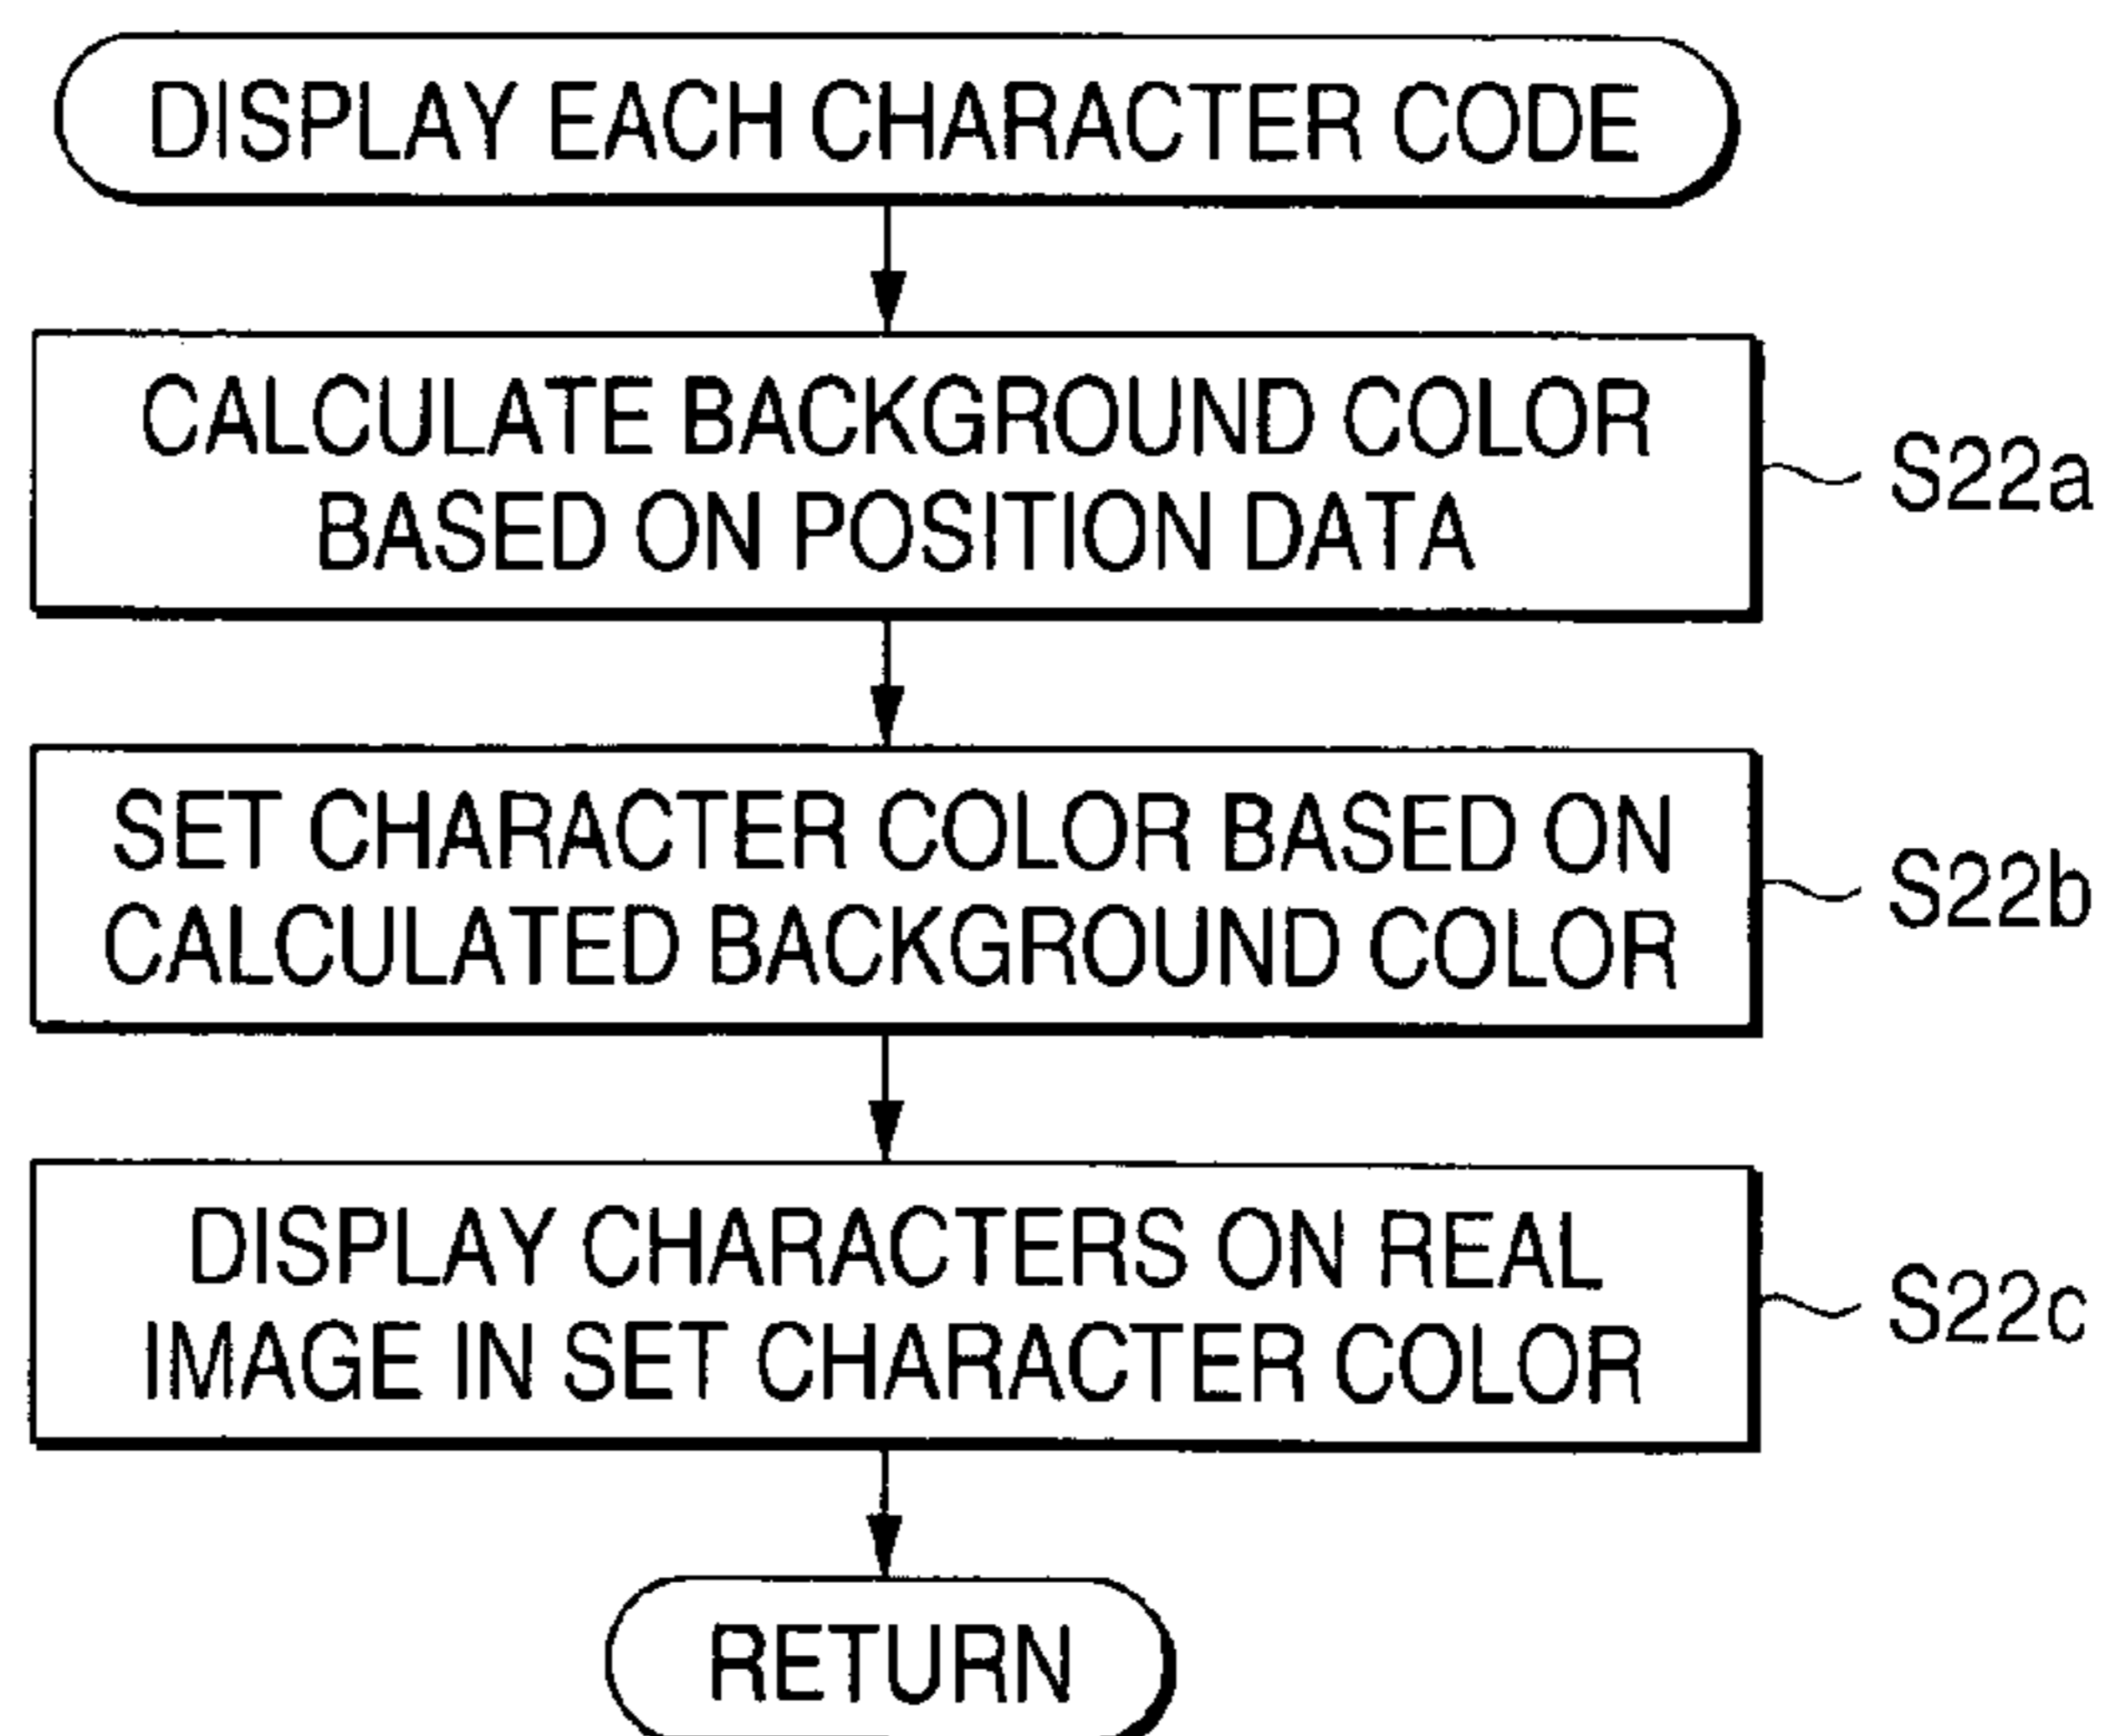 DISPLAY EACH CHARACTER CODE
CALCULATE BACKGROUND COLOR
BASED ON POSITION DATA
S22a
SET CHARACTER COLOR BASED ON
CALCULATED BACKGROUND COLOR
S22b
DISPLAY CHARACTERS ON REAL
IMAGE IN SET CHARACTER COLOR
S22c
RETURN